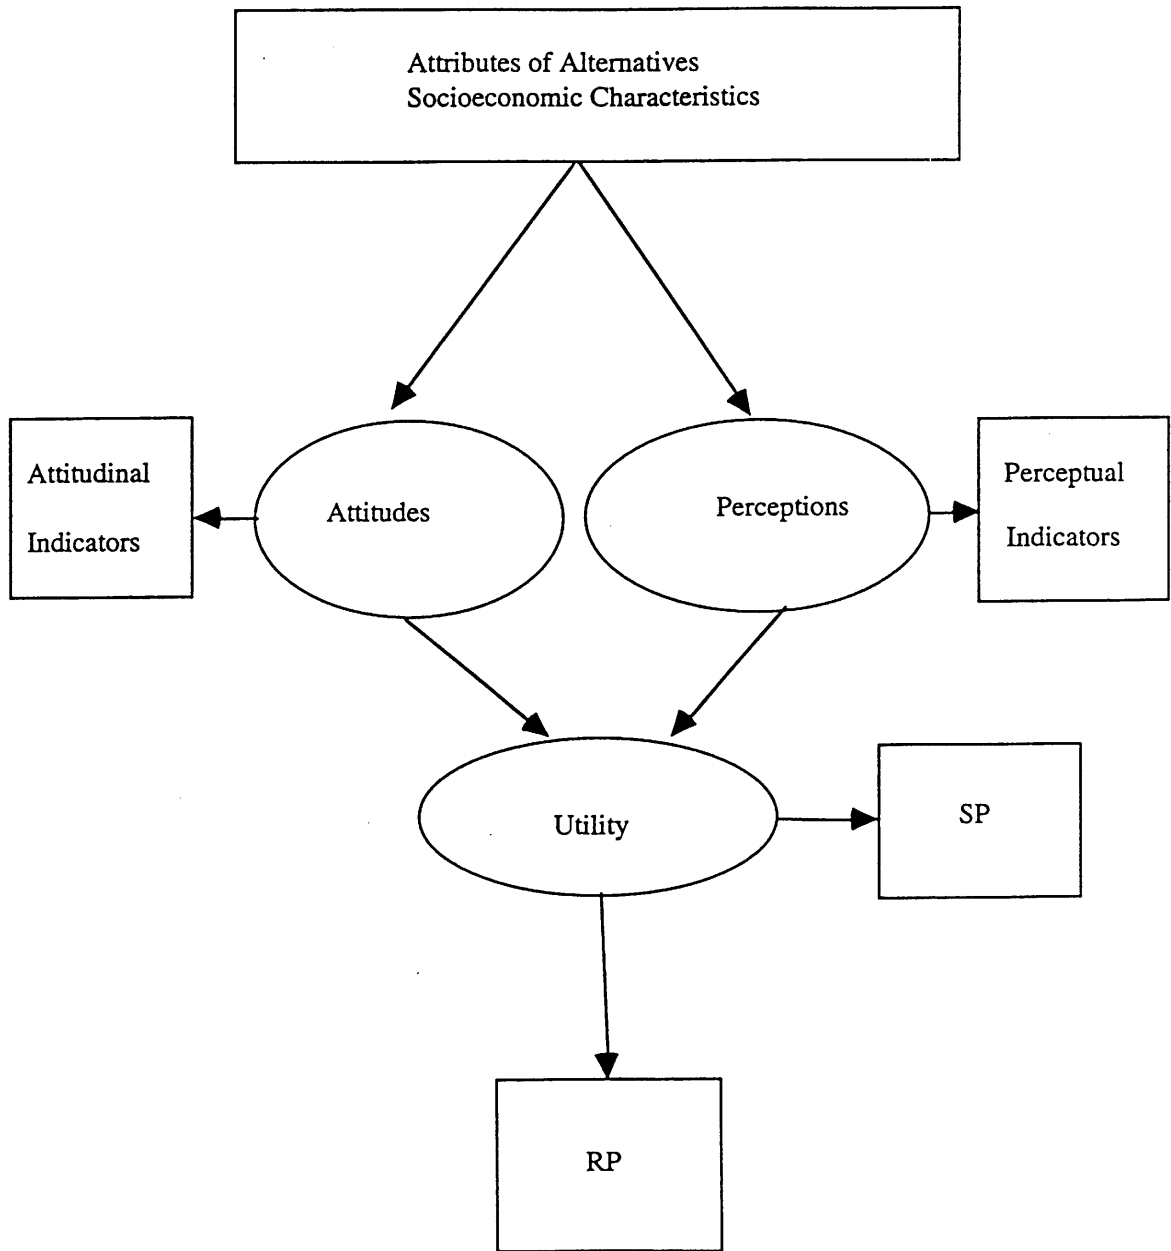 Attributes of Alternatives
Socioeconomic Characteristics
Attitudinal
Indicators
Attitudes
Perceptions
Perceptual
Indicators
Utility
SP
RP